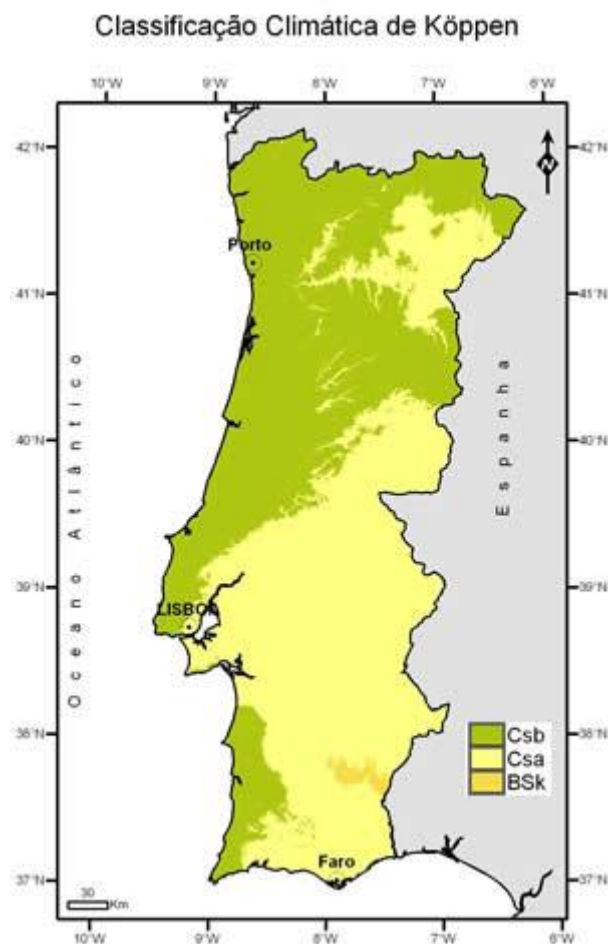 Classificação Climática de Köppen
10°W 9°W 8°W 7°W 6°W
42°N 42°N
N
Porto
41°N 41°N
Oceano Atlântico
Espanha
40°N 40°N
39°N 39°N
LISBOA
38°N 38°N
Csb
Csa
BSk
Faro
37°N 37°N
30
Km
10°W 9°W 8°W 7°W 6°W